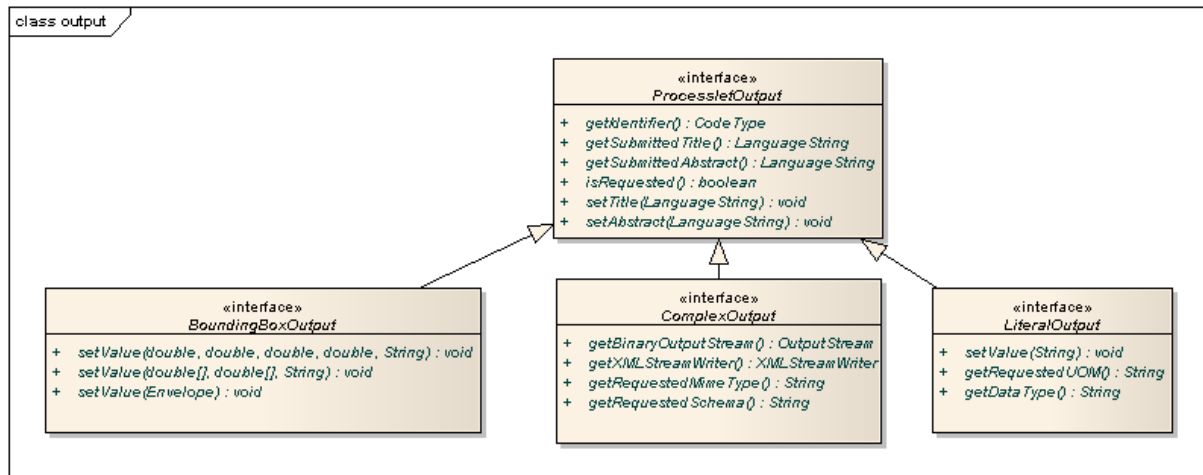 class output
«interface»
ProcessletOutput
+ getIdentifier() : CodeType
+ getSubmittedTitle() : LanguageString
+ getSubmittedAbstract() : LanguageString
+ isRequested() : boolean
+ setTitle(LanguageString) : void
+ setAbstract(LanguageString) : void
«interface»
BoundingBoxOutput
+ setValue(double, double, double, double, String) : void
+ setValue(double[], double[], String) : void
+ setValue(Envelope) : void
«interface»
ComplexOutput
+ getBinaryOutputStream() : OutputStream
+ getXMLStreamWriter() : XMLStreamWriter
+ getRequestedMimeType() : String
+ getRequestedSchema() : String
«interface»
LiteralOutput
+ setValue(String) : void
+ getRequestedUOM() : String
+ getDataType() : String